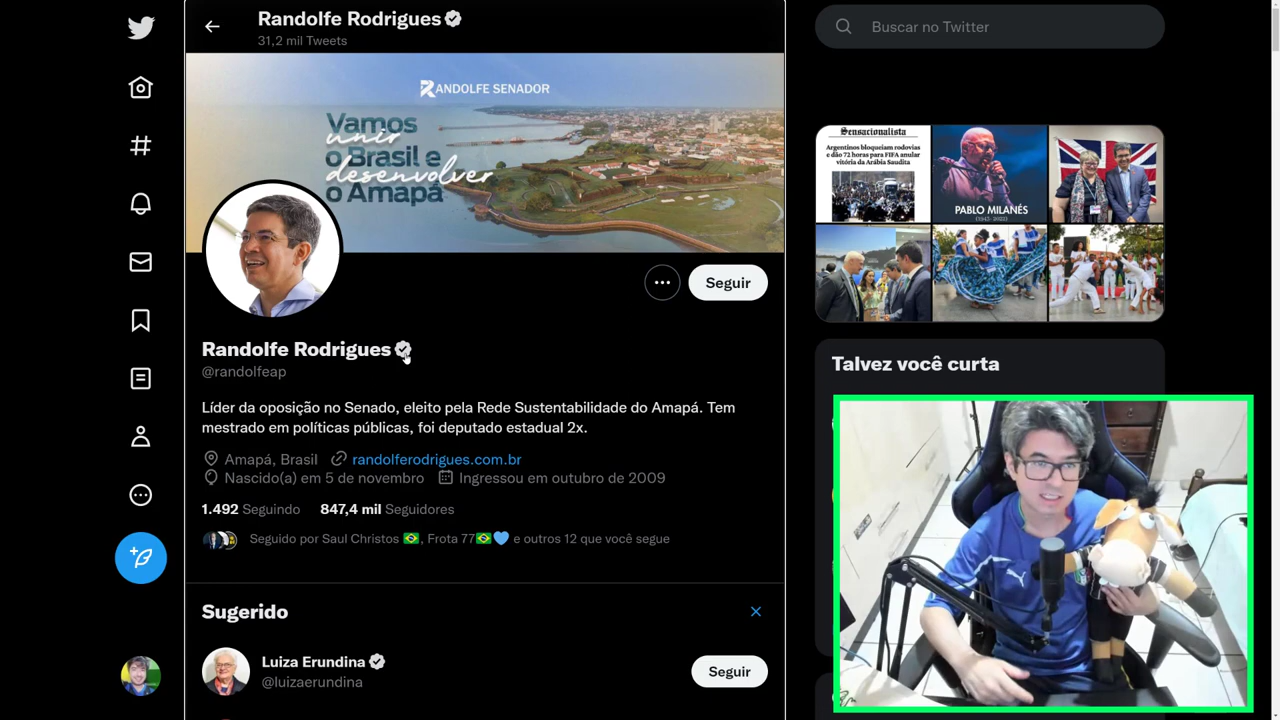 Randolfe Rodrigues
31,2 mil Tweets
Buscar no Twitter
RANDOLFE SENADOR
Vamos
unir
o Brasil e
desenvolver
o Amapá
Sensacionalista
Argentinos bloqueiam rodovias
e dão 72 horas para FIFA anular
vitória da Arábia Saudita
PABLO MILANÉS
Seguir
Randolfe Rodrigues
@randolfeap
Líder da oposição no Senado, eleito pela Rede Sustentabilidade do Amapá. Tem
mestrado em políticas públicas, foi deputado estadual 2x.
Amapá, Brasil randolferodrigues.com.br
Nascido(a) em 5 de novembro Ingressou em outubro de 2009
1.492 Seguindo 847,4 mil Seguidores
Seguido por Saul Christos 🇧🇷, Frota 77🇧🇷💙 e outros 12 que você segue
Talvez você curta
Sugerido
Luiza Erundina
@luizaerundina
Seguir